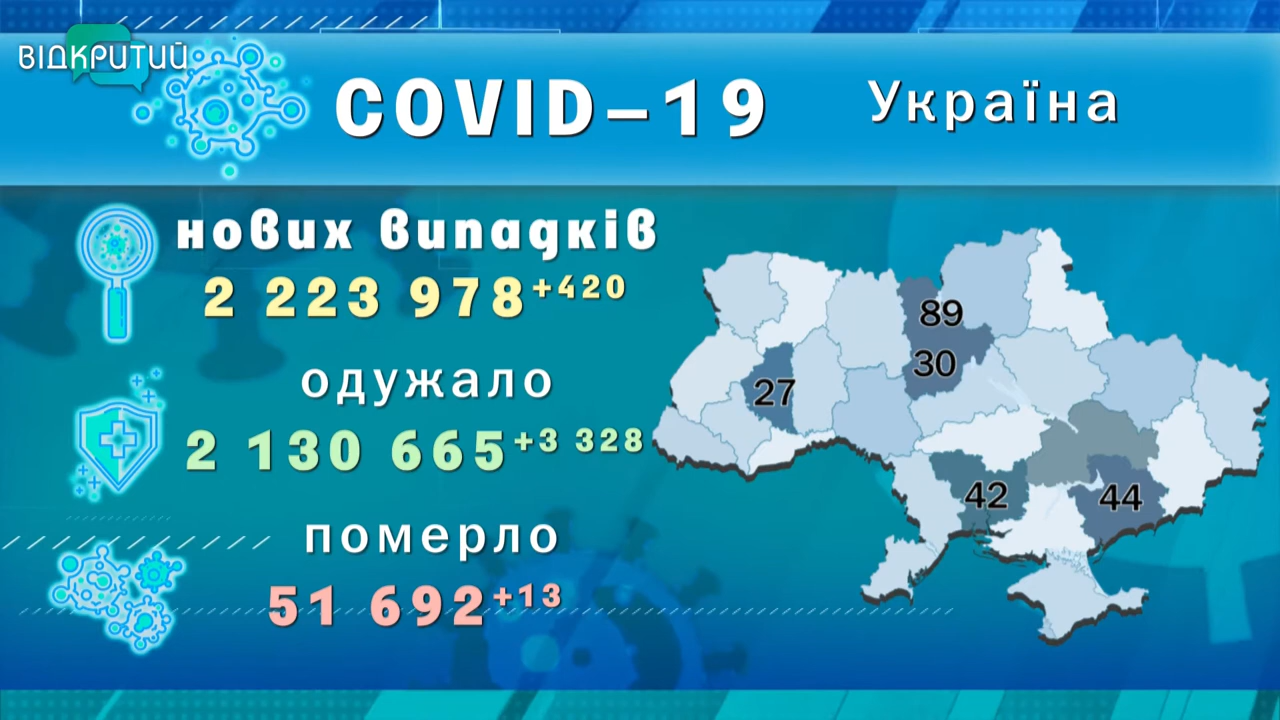 ВІДКРИТИЙ
COVID–19
Україна
нових випадків
2 223 978+420
одужало
2 130 665+3 328
померло
51 692+13
89
30
27
42
44